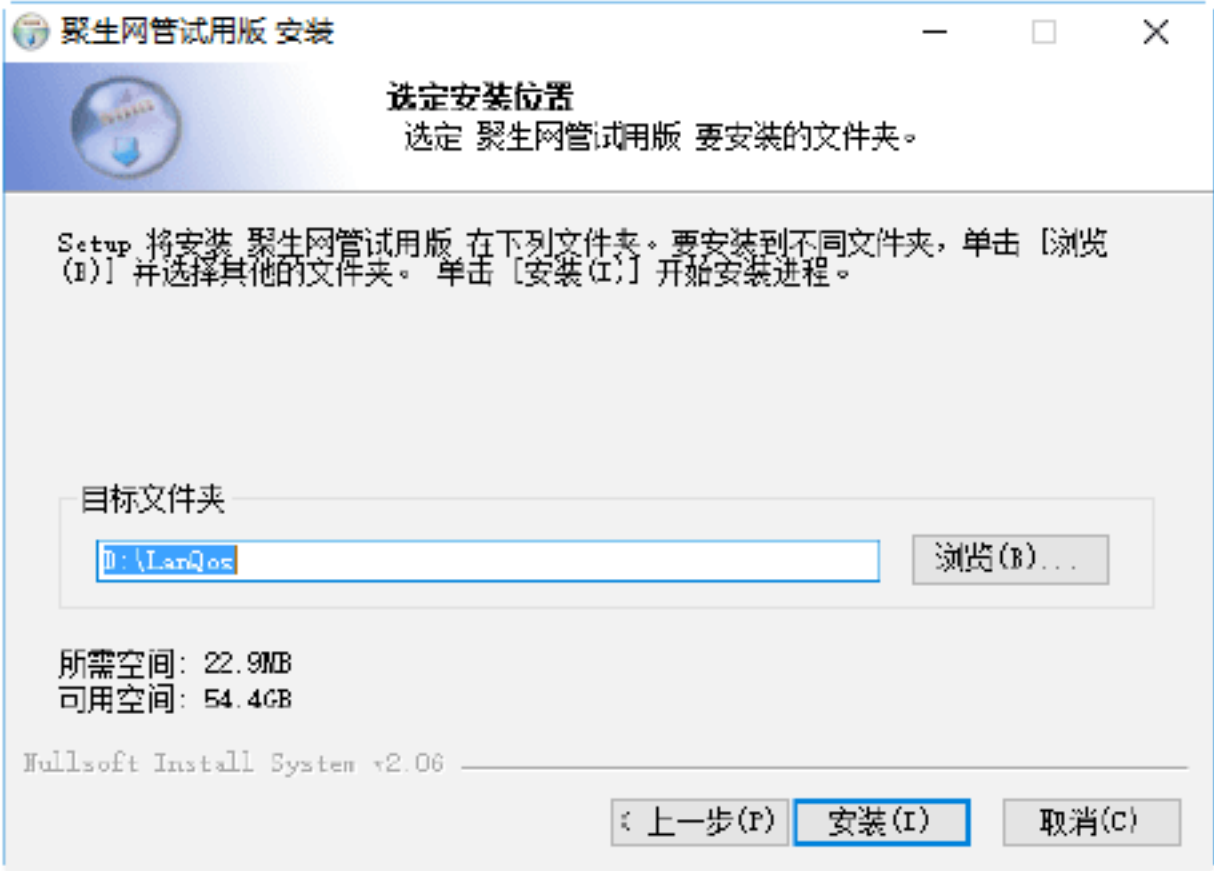 聚生网管试用版 安装
选定安装位置
选定 聚生网管试用版 要安装的文件夹。
Setup 将安装 聚生网管试用版 在下列文件夹。要安装到不同文件夹，单击 [浏览
(B)] 并选择其他的文件夹。 单击 [安装(I)] 开始安装进程。
目标文件夹
D:\LanQos
浏览(B)...
所需空间: 22.9MB
可用空间: 54.4GB
Nullsoft Install System v2.06
< 上一步(P)
安装(I)
取消(C)